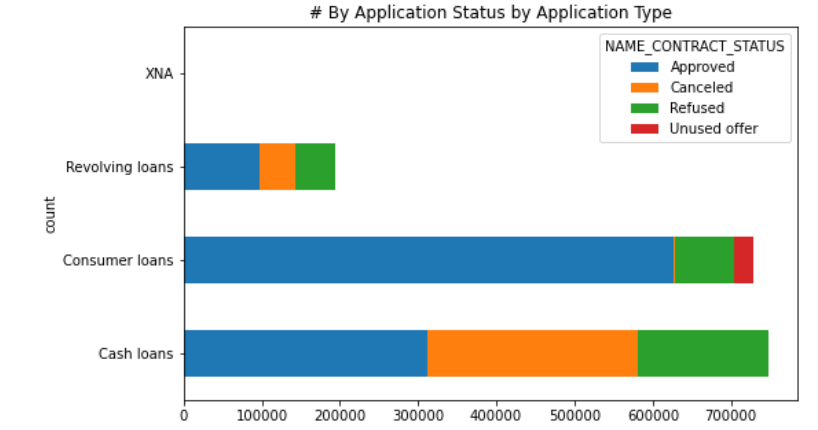 # By Application Status by Application Type
NAME_CONTRACT_STATUS
Approved
Canceled
Refused
Unused offer
XNA
Revolving loans
Consumer loans
Cash loans
count
0 100000 200000 300000 400000 500000 600000 700000